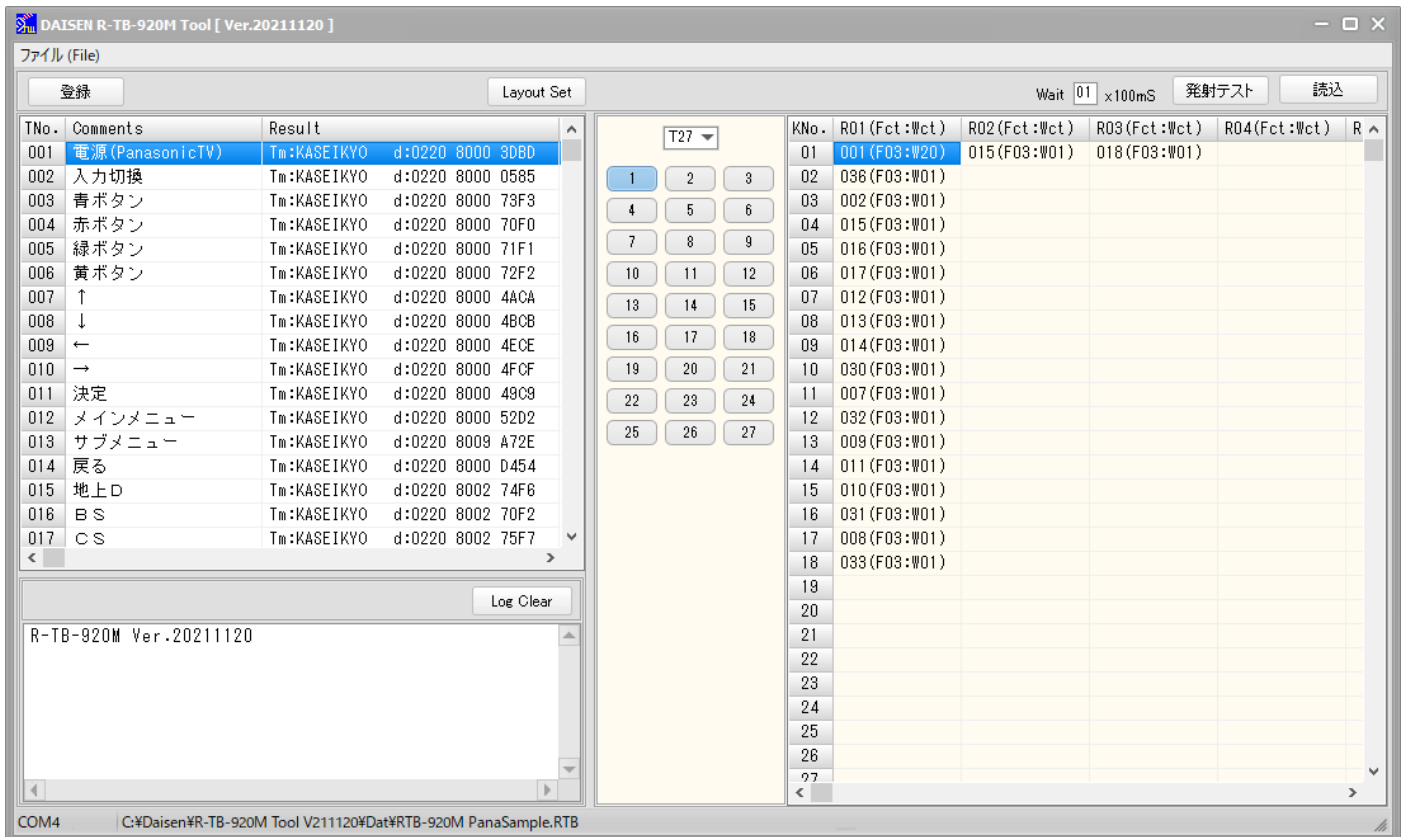 DAISEN R-TB-920M Tool [ Ver.20211120 ]
ファイル (File)
登録
Layout Set
Wait 01 x100mS
発射テスト
読込
TNo. Comments Result
001 電源(PanasonicTV) Tm:KASEIKYO d:0220 8000 3DBD
002 入力切換 Tm:KASEIKYO d:0220 8000 0585
003 青ボタン Tm:KASEIKYO d:0220 8000 73F3
004 赤ボタン Tm:KASEIKYO d:0220 8000 70F0
005 緑ボタン Tm:KASEIKYO d:0220 8000 71F1
006 黄ボタン Tm:KASEIKYO d:0220 8000 72F2
007 ↑ Tm:KASEIKYO d:0220 8000 4ACA
008 ↓ Tm:KASEIKYO d:0220 8000 4BCB
009 ← Tm:KASEIKYO d:0220 8000 4ECE
010 → Tm:KASEIKYO d:0220 8000 4FCF
011 決定 Tm:KASEIKYO d:0220 8000 49C9
012 メインメニュー Tm:KASEIKYO d:0220 8000 52D2
013 サブメニュー Tm:KASEIKYO d:0220 8009 A72E
014 戻る Tm:KASEIKYO d:0220 8000 D454
015 地上D Tm:KASEIKYO d:0220 8002 74F6
016 BS Tm:KASEIKYO d:0220 8002 70F2
017 CS Tm:KASEIKYO d:0220 8002 75F7
Log Clear
R-TB-920M Ver.20211120
T27
1 2 3
4 5 6
7 8 9
10 11 12
13 14 15
16 17 18
19 20 21
22 23 24
25 26 27
KNo. R01(Fct:Wct) R02(Fct:Wct) R03(Fct:Wct) R04(Fct:Wct) R
01 001(F03:W20) 015(F03:W01) 018(F03:W01)
02 036(F03:W01)
03 002(F03:W01)
04 015(F03:W01)
05 016(F03:W01)
06 017(F03:W01)
07 012(F03:W01)
08 013(F03:W01)
09 014(F03:W01)
10 030(F03:W01)
11 007(F03:W01)
12 032(F03:W01)
13 009(F03:W01)
14 011(F03:W01)
15 010(F03:W01)
16 031(F03:W01)
17 008(F03:W01)
18 033(F03:W01)
19
20
21
22
23
24
25
26
27
COM4 C:¥Daisen¥R-TB-920M Tool V211120¥Dat¥RTB-920M PanaSample.RTB